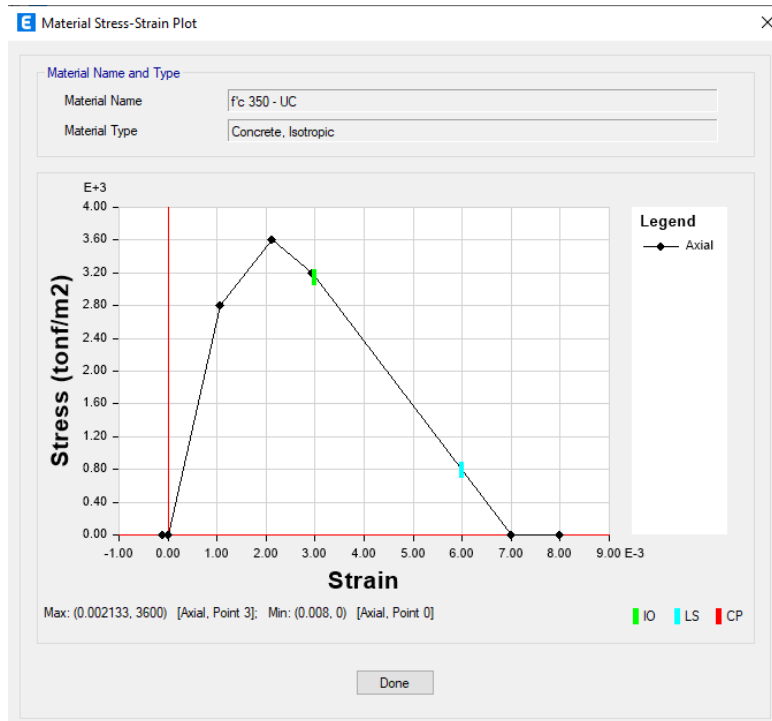 E Material Stress-Strain Plot
Material Name and Type
Material Name f'c 350 - UC
Material Type Concrete, Isotropic
E+3
4.00
3.60
3.20
2.80
2.40
2.00
1.60
1.20
0.80
0.40
0.00
Stress (tonf/m2)
-1.00 0.00 1.00 2.00 3.00 4.00 5.00 6.00 7.00 8.00 9.00 E-3
Strain
Legend
Axial
Max: (0.002133, 3600) [Axial, Point 3]; Min: (0.008, 0) [Axial, Point 0]
IO LS CP
Done